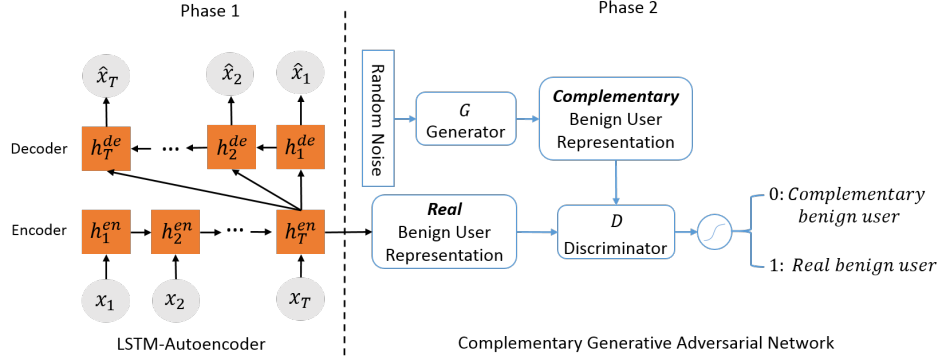 Phase 1
Phase 2
x̂_T
x̂_2
x̂_1
Decoder
h_T^{de}
...
h_2^{de}
h_1^{de}
Encoder
h_1^{en}
h_2^{en}
...
h_T^{en}
x_1
x_2
x_T
LSTM-Autoencoder
Random Noise
G
Generator
Complementary
Benign User
Representation
Real
Benign User
Representation
D
Discriminator
0: Complementary
benign user
1: Real benign user
Complementary Generative Adversarial Network